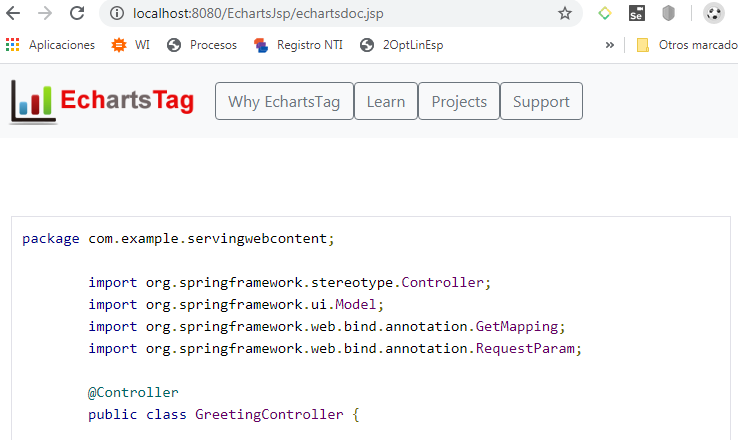 localhost:8080/EchartsJsp/echartsdoc.jsp
Se
Aplicaciones WI Procesos Registro NTI 2OptLinEsp » Otros marcado
EchartsTag Why EchartsTag Learn Projects Support
package com.example.servingwebcontent;
import org.springframework.stereotype.Controller;
import org.springframework.ui.Model;
import org.springframework.web.bind.annotation.GetMapping;
import org.springframework.web.bind.annotation.RequestParam;
@Controller
public class GreetingController {